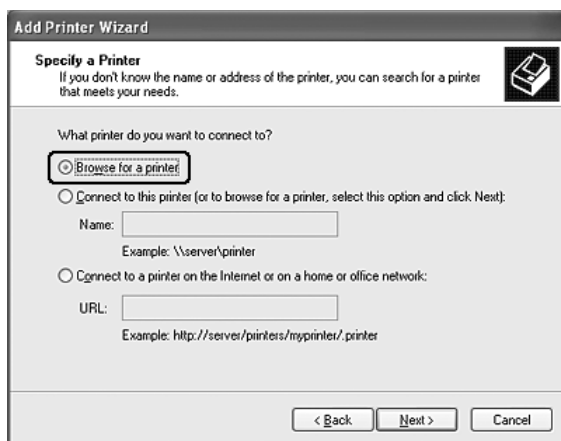 Add Printer Wizard
Specify a Printer
If you don't know the name or address of the printer, you can search for a printer
that meets your needs.
What printer do you want to connect to?
Browse for a printer
Connect to this printer (or to browse for a printer, select this option and click Next):
Name:
Example: \\server\printer
Connect to a printer on the Internet or on a home or office network:
URL:
Example: http://server/printers/myprinter/.printer
< Back Next > Cancel